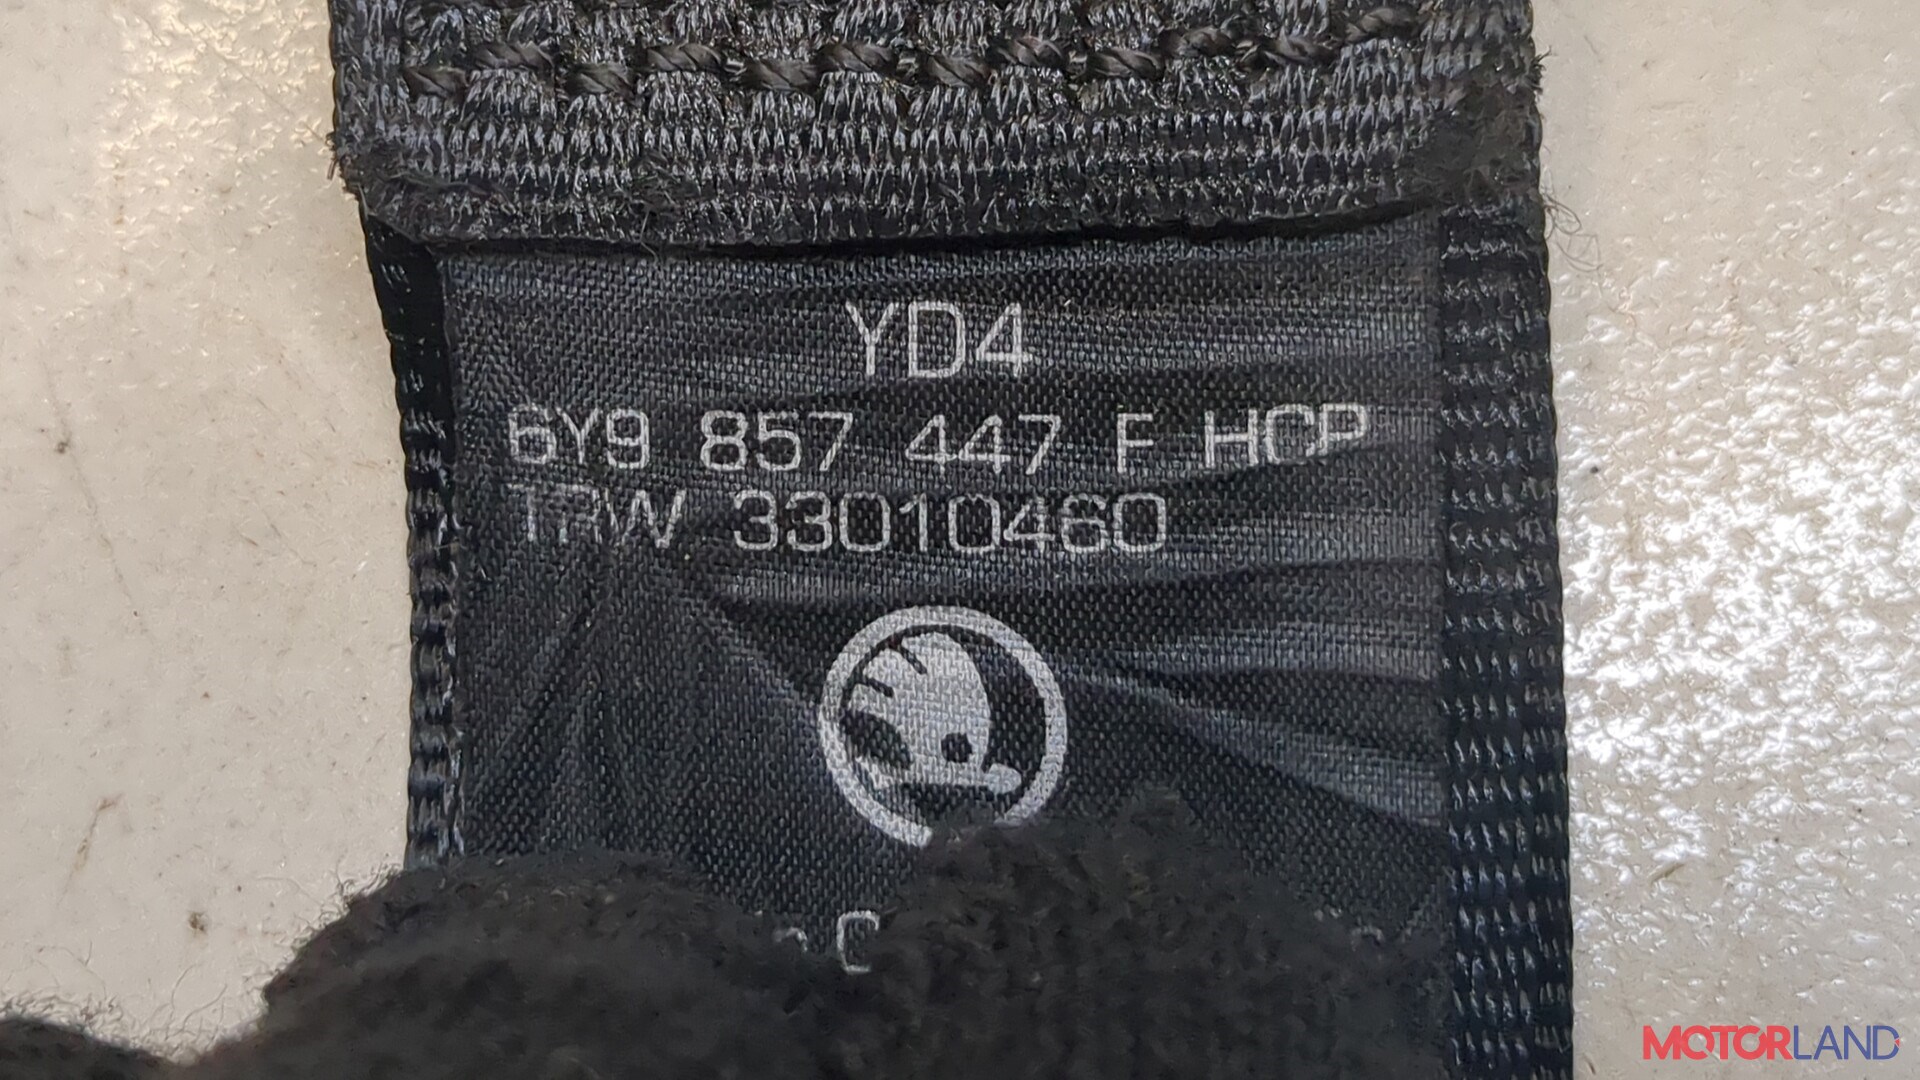 YD4
6Y9 857 447 F HCP
TRW 33010460
C
MOTORLAND